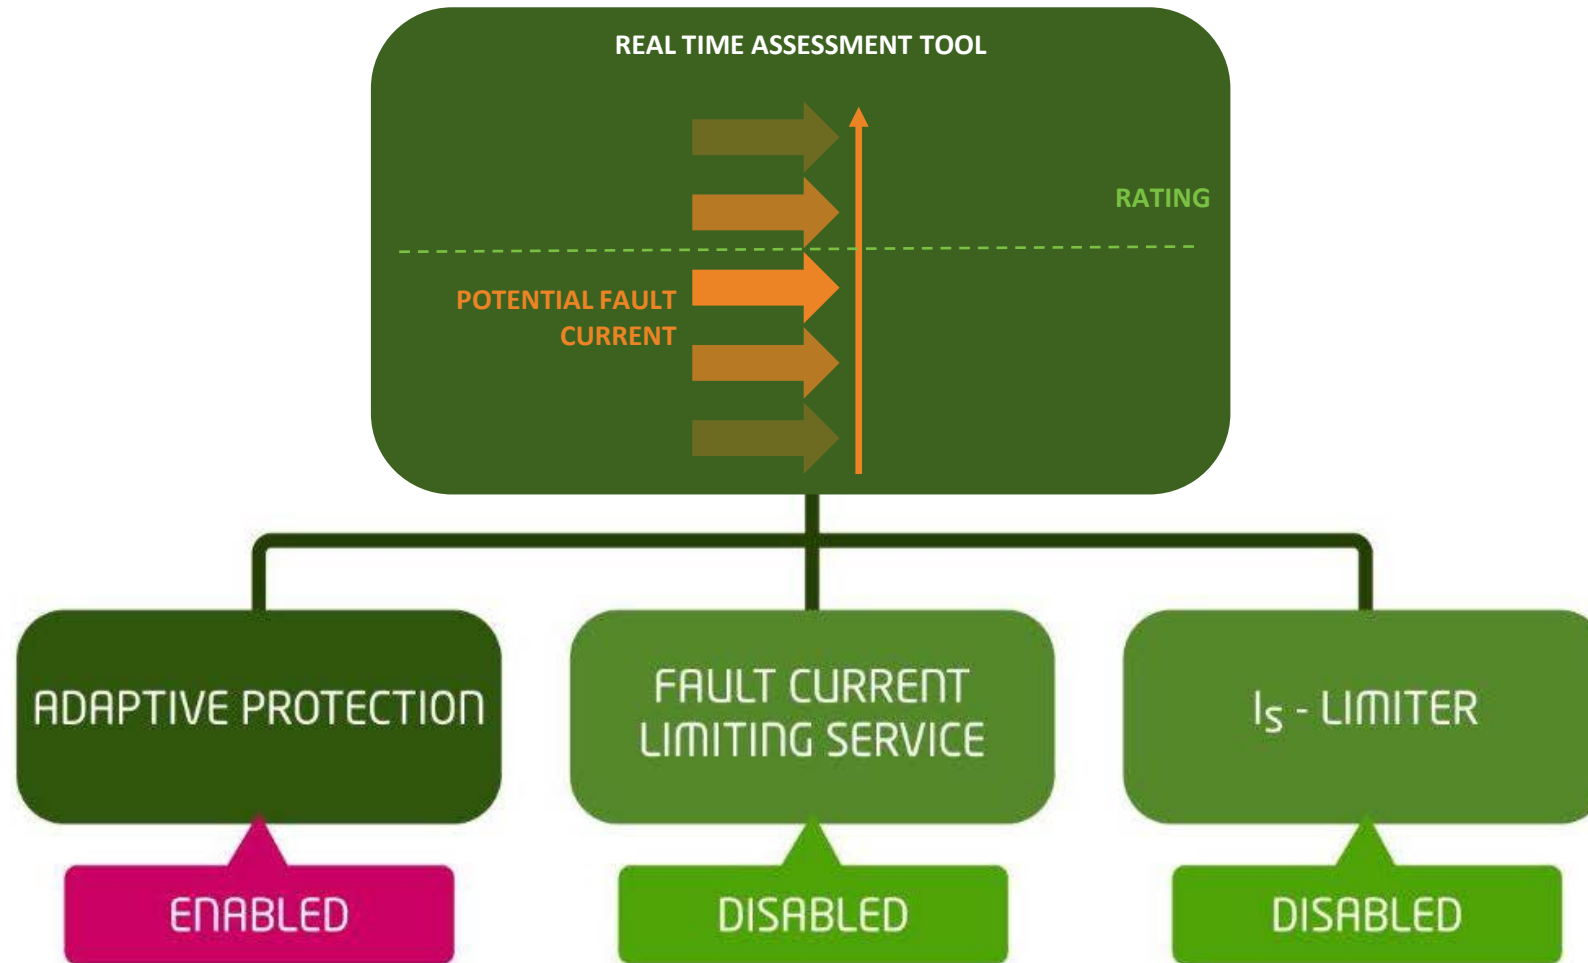 REAL TIME ASSESSMENT TOOL
RATING
POTENTIAL FAULT
CURRENT
ADAPTIVE PROTECTION
FAULT CURRENT
LIMITING SERVICE
Is - LIMITER
ENABLED
DISABLED
DISABLED